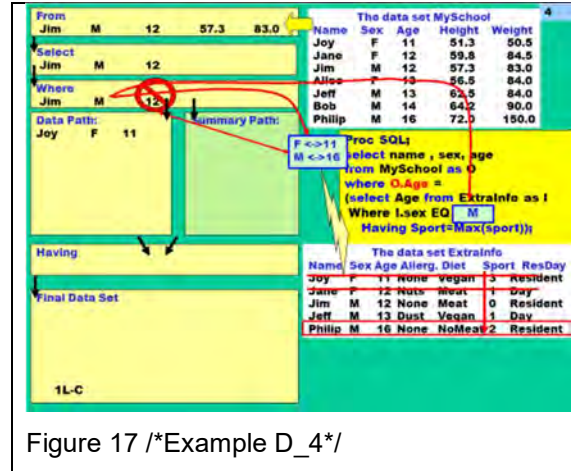 4
From
Jim M 12 57.3 83.0
Select
Jim M 12
Where
Jim M 12
Data Path:
Joy F 11
Summary Path:
Having
Final Data Set
1L-C
The data set MySchool
Name Sex Age Height Weight
Joy F 11 51.3 50.5
Jane F 12 59.8 84.5
Jim M 12 57.3 83.0
Alice F 13 56.5 84.0
Jeff M 13 62.5 84.0
Bob M 14 64.2 90.0
Philip M 16 72.0 150.0
F <->11
M <->16
Proc SQL;
select name , sex, age
from MySchool as O
where O.Age =
(select Age from ExtraInfo as I
Where I.sex EQ M
Having Sport=Max(sport));
The data set ExtraInfo
Name Sex Age Allerg. Diet Sport ResDay
Joy F 11 None Vegan 3 Resident
Jane F 12 Nuts Meat 1 Day
Jim M 12 None Meat 0 Resident
Jeff M 13 Dust Vegan 1 Day
Philip M 16 None NoMeat 2 Resident
Figure 17 /*Example D_4*/